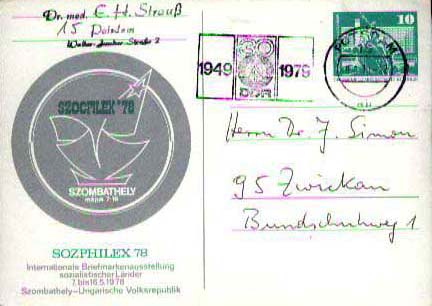 Dr. med. E. H. Strauß
15 Potsdam
Walter-Junker-Straße 2
1949 30 1979
DDR
10
SZOCFILEX '78
SZOMBATHELY
május 7-16
SOZPHILEX 78
Internationale Briefmarkenausstellung
sozialistischer Länder
7. bis 16.5.1978
Szombathely-Ungarische Volksrepublik
Herrn Dr. J. Simon
95 Zwickau
Bundschuhweg 1